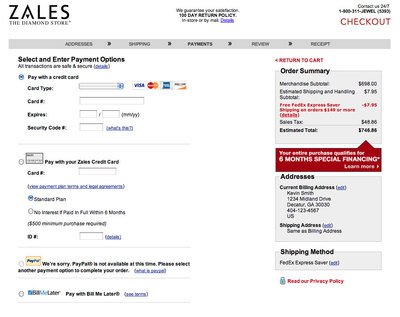 ZALES
THE DIAMOND STORE
We guarantee your satisfaction.
100 DAY RETURN POLICY.
In-store or by mail. Details
Contact us 24/7
1-800-311-JEWEL (5393)
CHECKOUT
ADDRESSES » SHIPPING » PAYMENTS » REVIEW » RECEIPT
Select and Enter Payment Options
All transactions are safe & secure (details)
Pay with a credit card
Card Type:
VISA
Card #:
Expires: / (mm/yy)
Security Code #: (what's this?)
Pay with your Zales Credit Card
Card #:
(view payment plan terms and legal agreements)
Standard Plan
No Interest if Paid In Full Within 6 Months
($500 minimum purchase required)
ID #: (details)
PayPal We're sorry. PayPal® is not available at this time. Please select
another payment option to complete your order. (what is paypal)
BillMeLater Pay with Bill Me Later® (see terms)
< RETURN TO CART
Order Summary
Merchandise Subtotal: $698.00
Estimated Shipping and Handling Subtotal: $7.95
Free FedEx Express Saver -$7.95
Shipping on orders $149 or more
(details)
Sales Tax: $48.86
Estimated Total: $746.86
Your entire purchase qualifies for
6 MONTHS SPECIAL FINANCING*
Learn more ›
Addresses
Current Billing Address (edit)
Kevin Smith
1234 Midland Drive
Decatur, GA 30030
404-123-4567
US
Shipping Address (edit)
Same as Billing Address
Shipping Method
FedEx Express Saver (edit)
Read our Privacy Policy